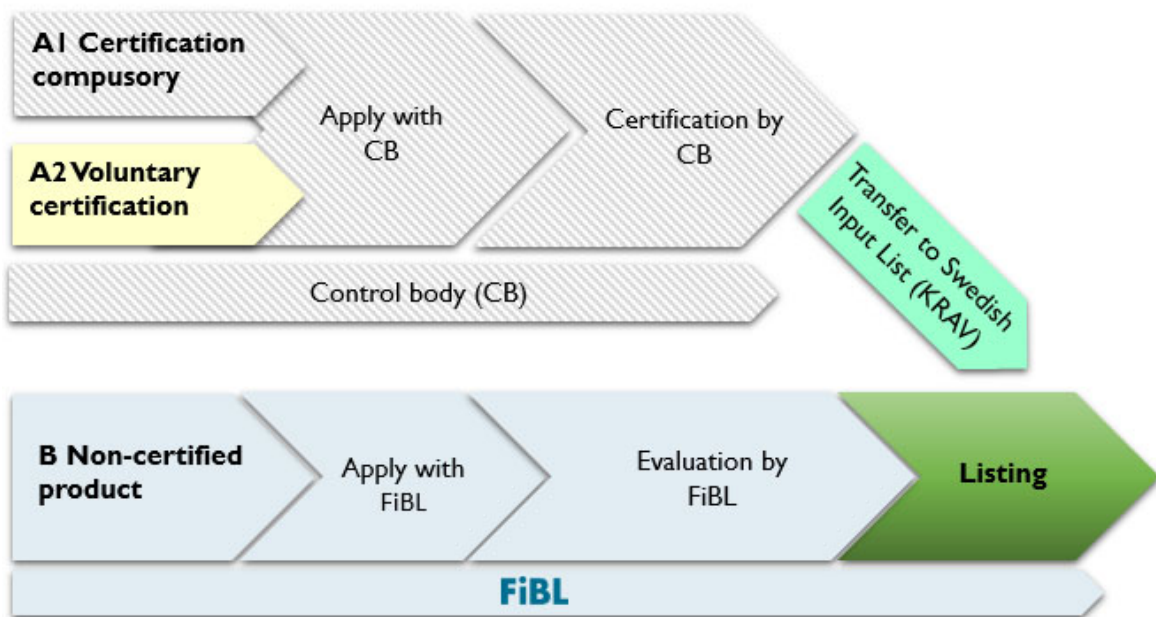 A1 Certification
compusory
A2 Voluntary
certification
Apply with
CB
Certification by
CB
Transfer to Swedish
Input List (KRAV)
Control body (CB)
B Non-certified
product
Apply with
FiBL
Evaluation by
FiBL
Listing
FiBL